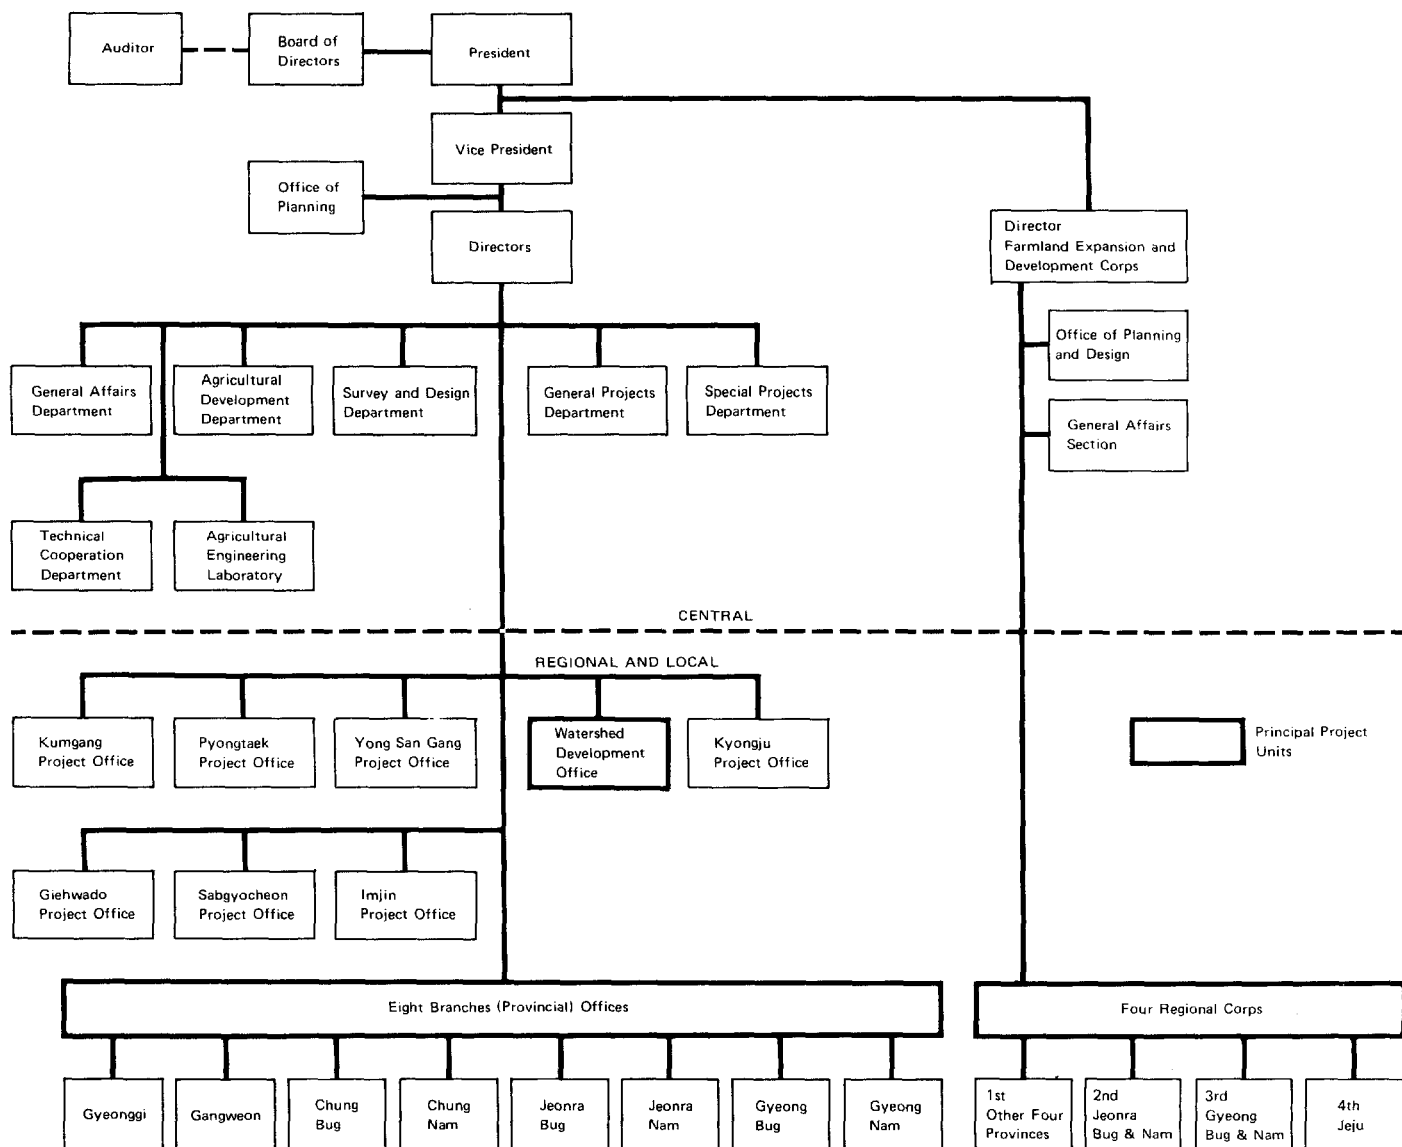 Auditor
Board of
Directors
President
Vice President
Office of
Planning
Directors
Director
Farmland Expansion and
Development Corps
Office of Planning
and Design
General Affairs
Section
General Affairs
Department
Agricultural
Development
Department
Survey and Design
Department
General Projects
Department
Special Projects
Department
Technical
Cooperation
Department
Agricultural
Engineering
Laboratory
CENTRAL
REGIONAL AND LOCAL
Kumgang
Project Office
Pyongtaek
Project Office
Yong San Gang
Project Office
Watershed
Development
Office
Kyongju
Project Office
Principal Project
Units
Giehwado
Project Office
Sabgyocheon
Project Office
Imjin
Project Office
Eight Branches (Provincial) Offices
Four Regional Corps
Gyeonggi
Gangweon
Chung
Bug
Chung
Nam
Jeonra
Bug
Jeonra
Nam
Gyeong
Bug
Gyeong
Nam
1st
Other Four
Provinces
2nd
Jeonra
Bug & Nam
3rd
Gyeong
Bug & Nam
4th
Jeju